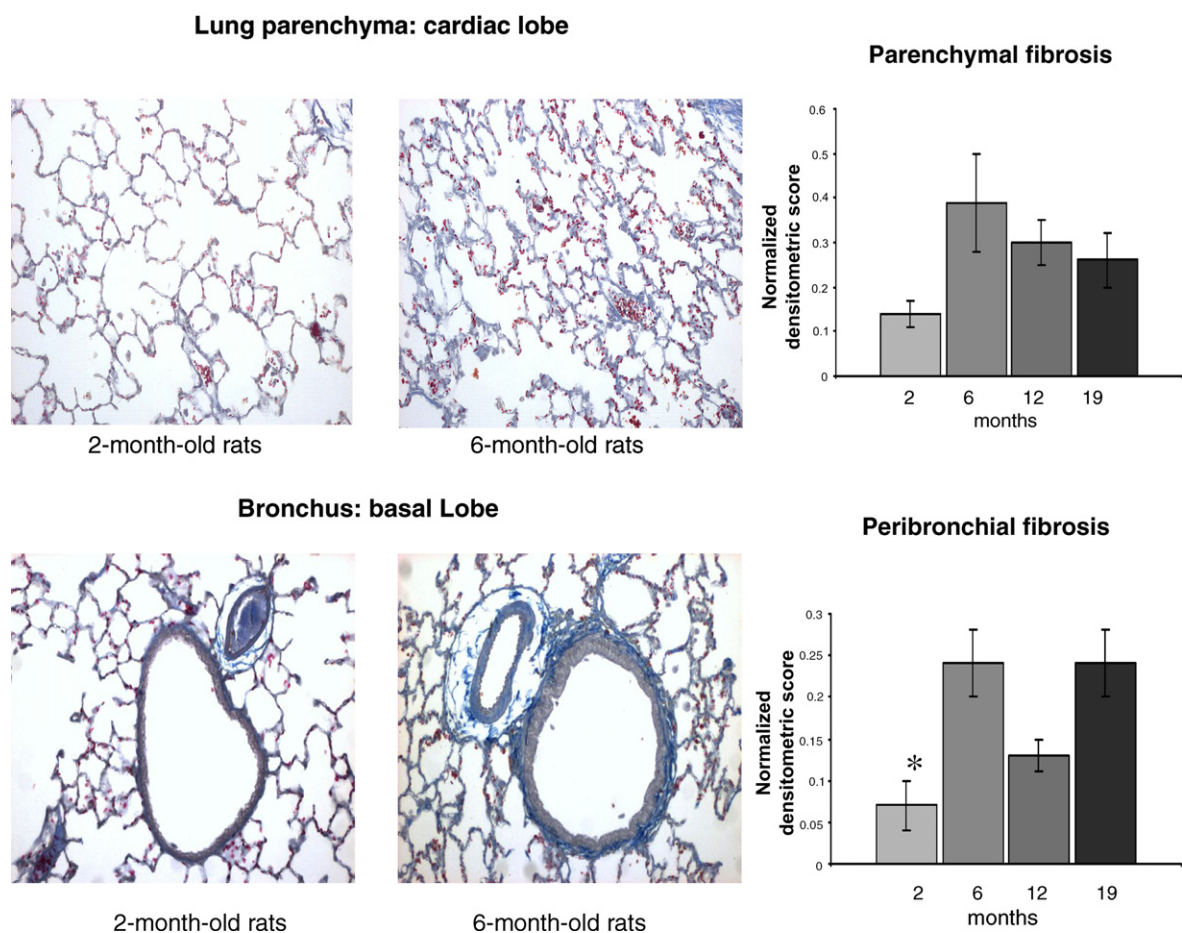 Lung parenchyma: cardiac lobe
2-month-old rats
6-month-old rats
Parenchymal fibrosis
Normalized
densitometric score
0.6
0.5
0.4
0.3
0.2
0.1
0
2 6 12 19
months
Bronchus: basal Lobe
2-month-old rats
6-month-old rats
Peribronchial fibrosis
Normalized
densitometric score
0.3
0.25
0.2
0.15
0.1
0.05
0
*
2 6 12 19
months